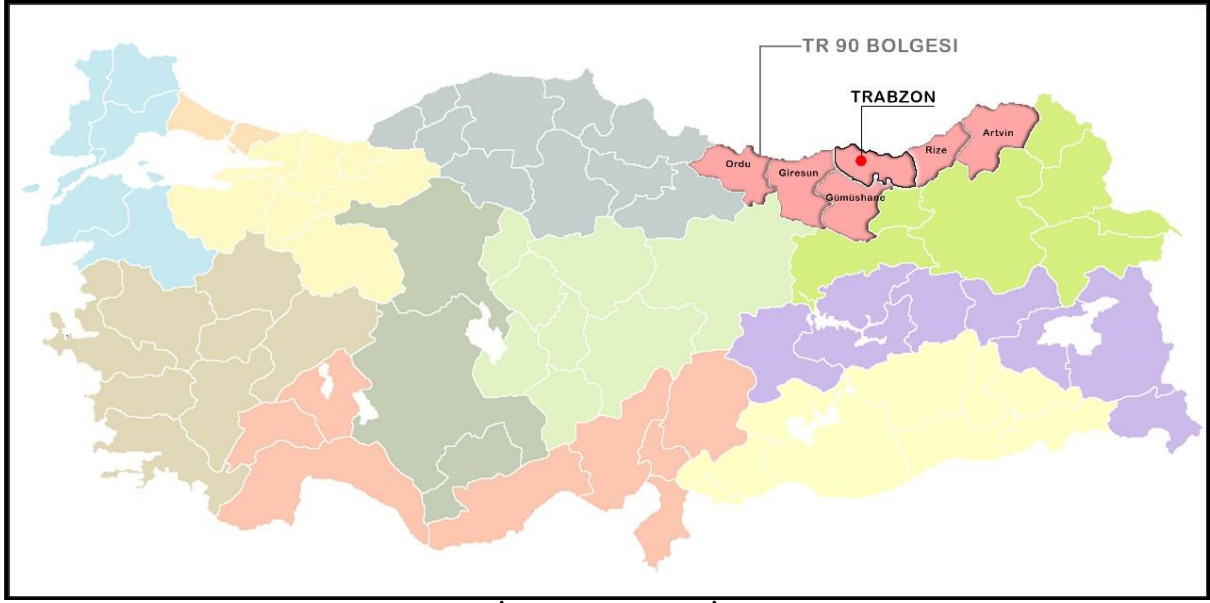 TR 90 BOLGESI
TRABZON
Artvin
Rize
Ordu
Giresun
Gümüşhane